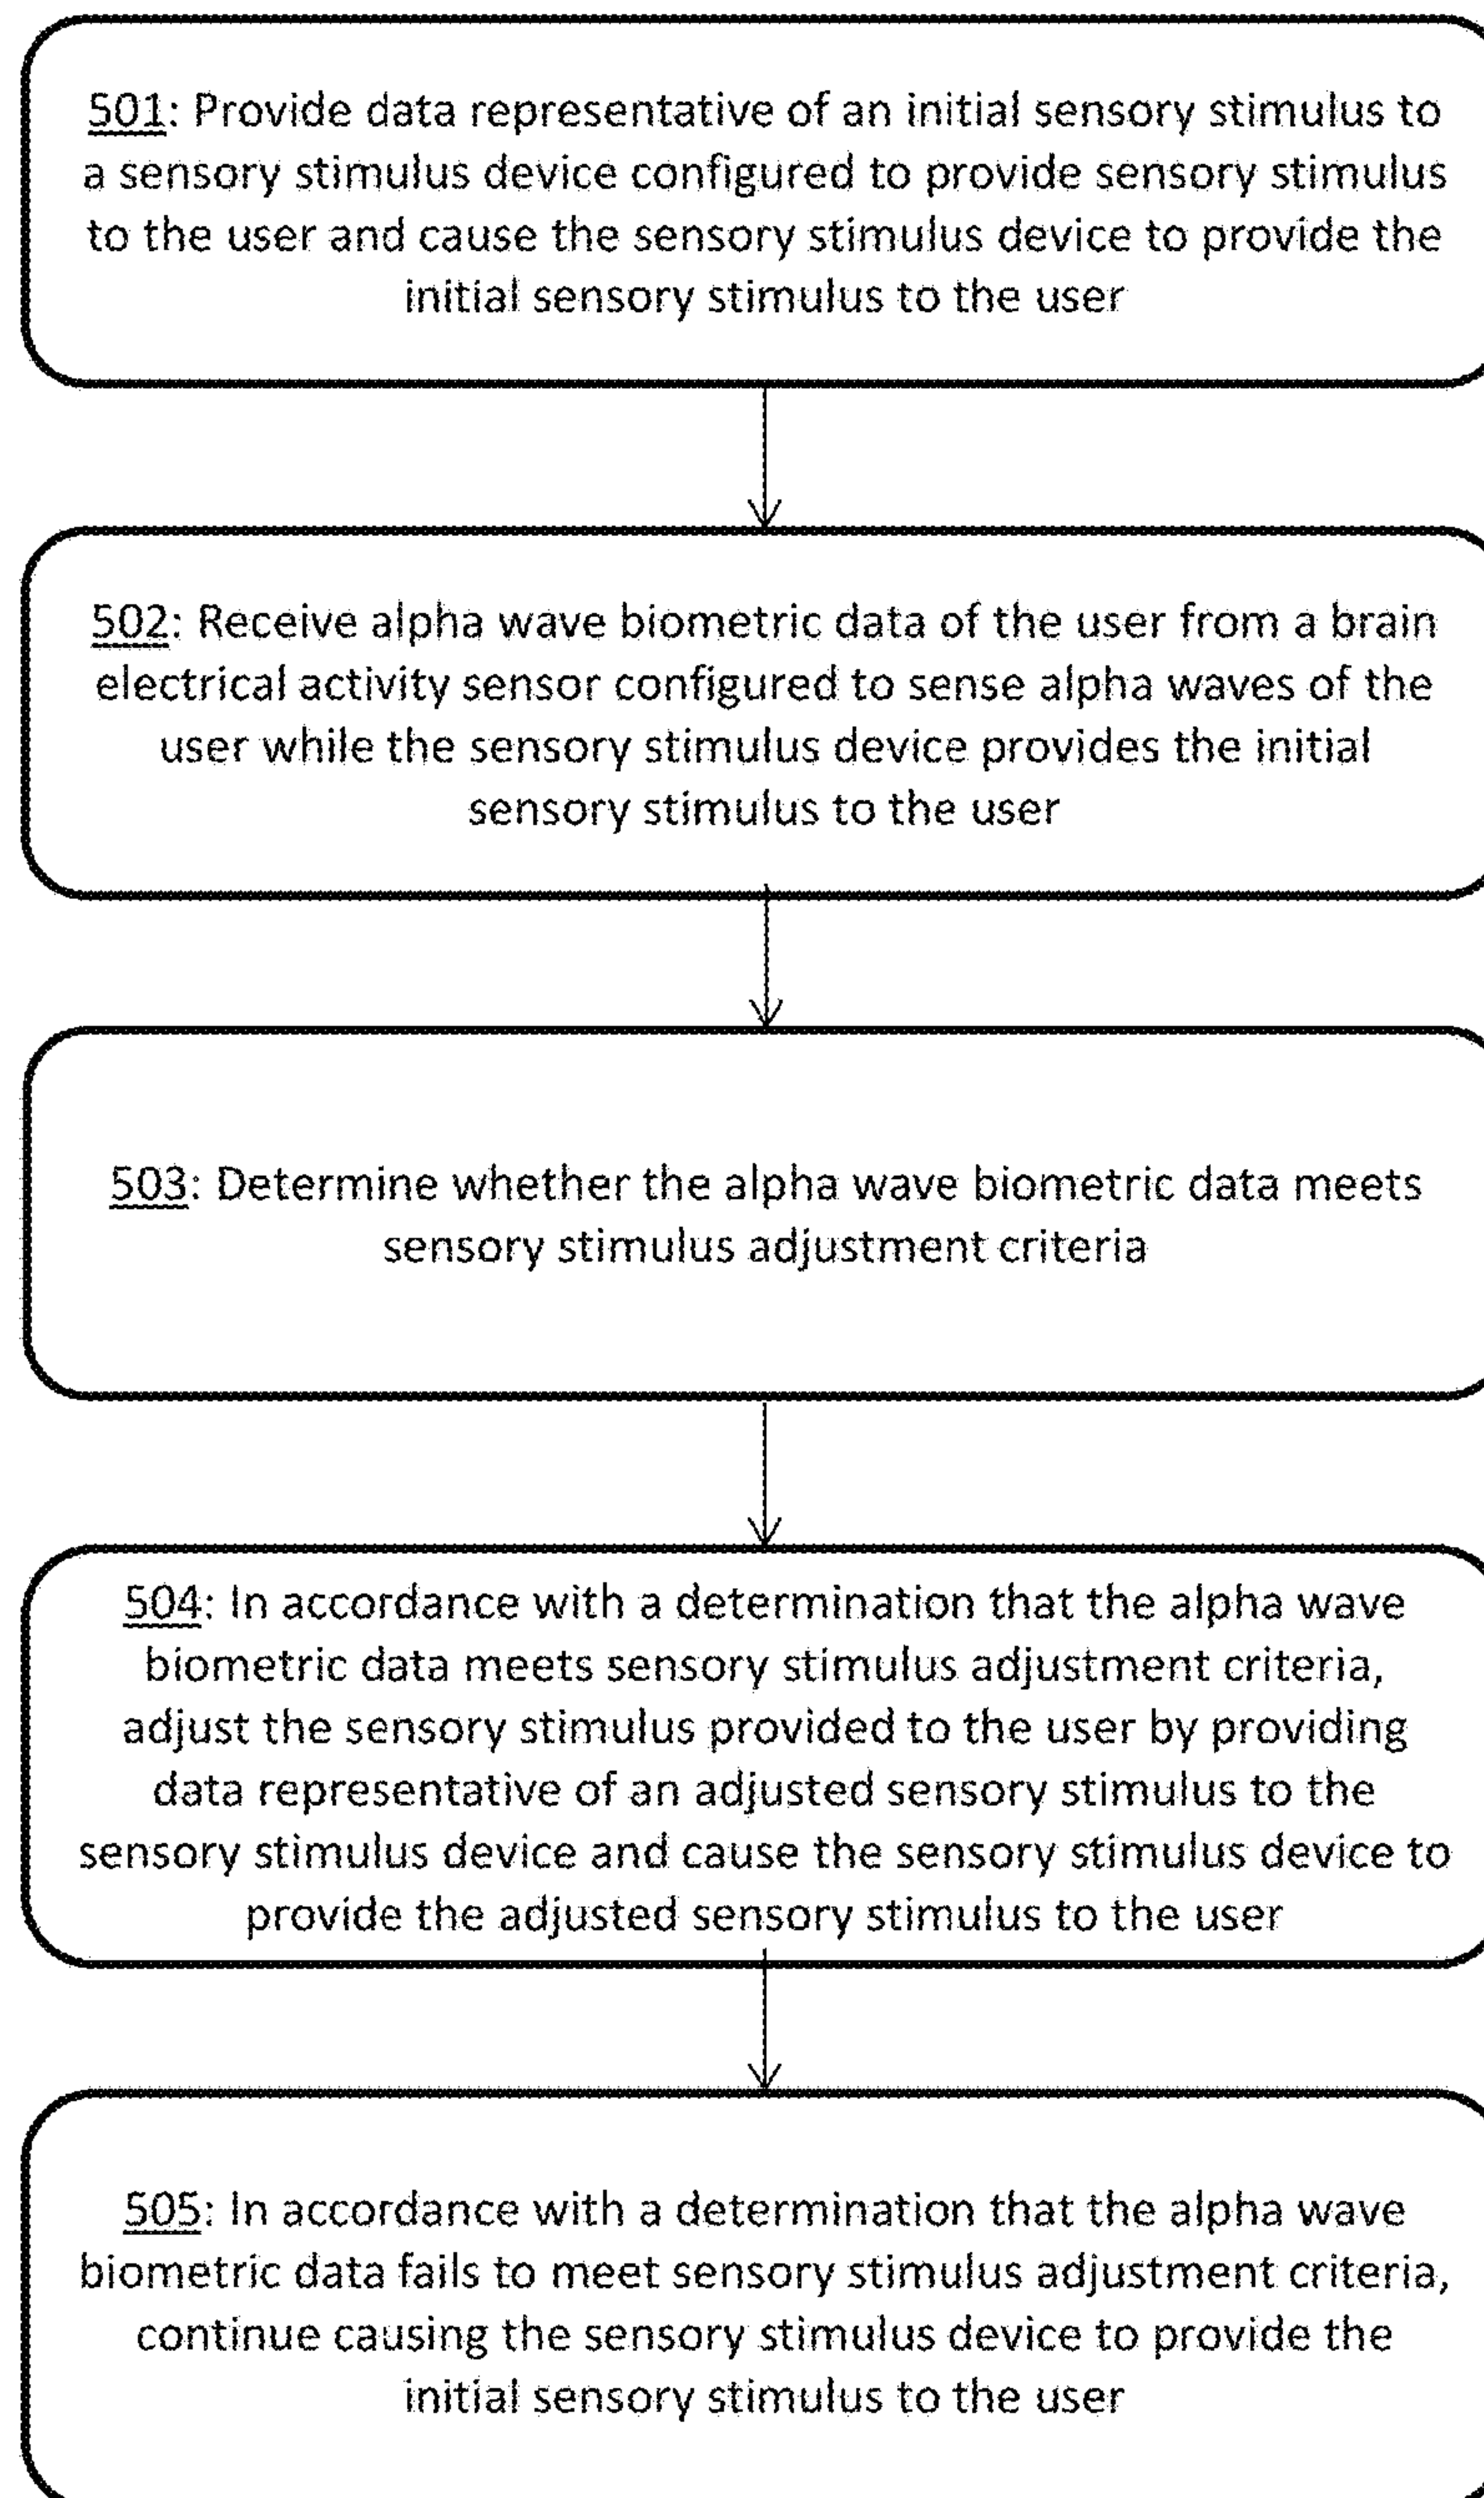 501: Provide data representative of an initial sensory stimulus to
a sensory stimulus device configured to provide sensory stimulus
to the user and cause the sensory stimulus device to provide the
initial sensory stimulus to the user
502: Receive alpha wave biometric data of the user from a brain
electrical activity sensor configured to sense alpha waves of the
user while the sensory stimulus device provides the initial
sensory stimulus to the user
503: Determine whether the alpha wave biometric data meets
sensory stimulus adjustment criteria
504: In accordance with a determination that the alpha wave
biometric data meets sensory stimulus adjustment criteria,
adjust the sensory stimulus provided to the user by providing
data representative of an adjusted sensory stimulus to the
sensory stimulus device and cause the sensory stimulus device to
provide the adjusted sensory stimulus to the user
505: In accordance with a determination that the alpha wave
biometric data fails to meet sensory stimulus adjustment criteria,
continue causing the sensory stimulus device to provide the
initial sensory stimulus to the user